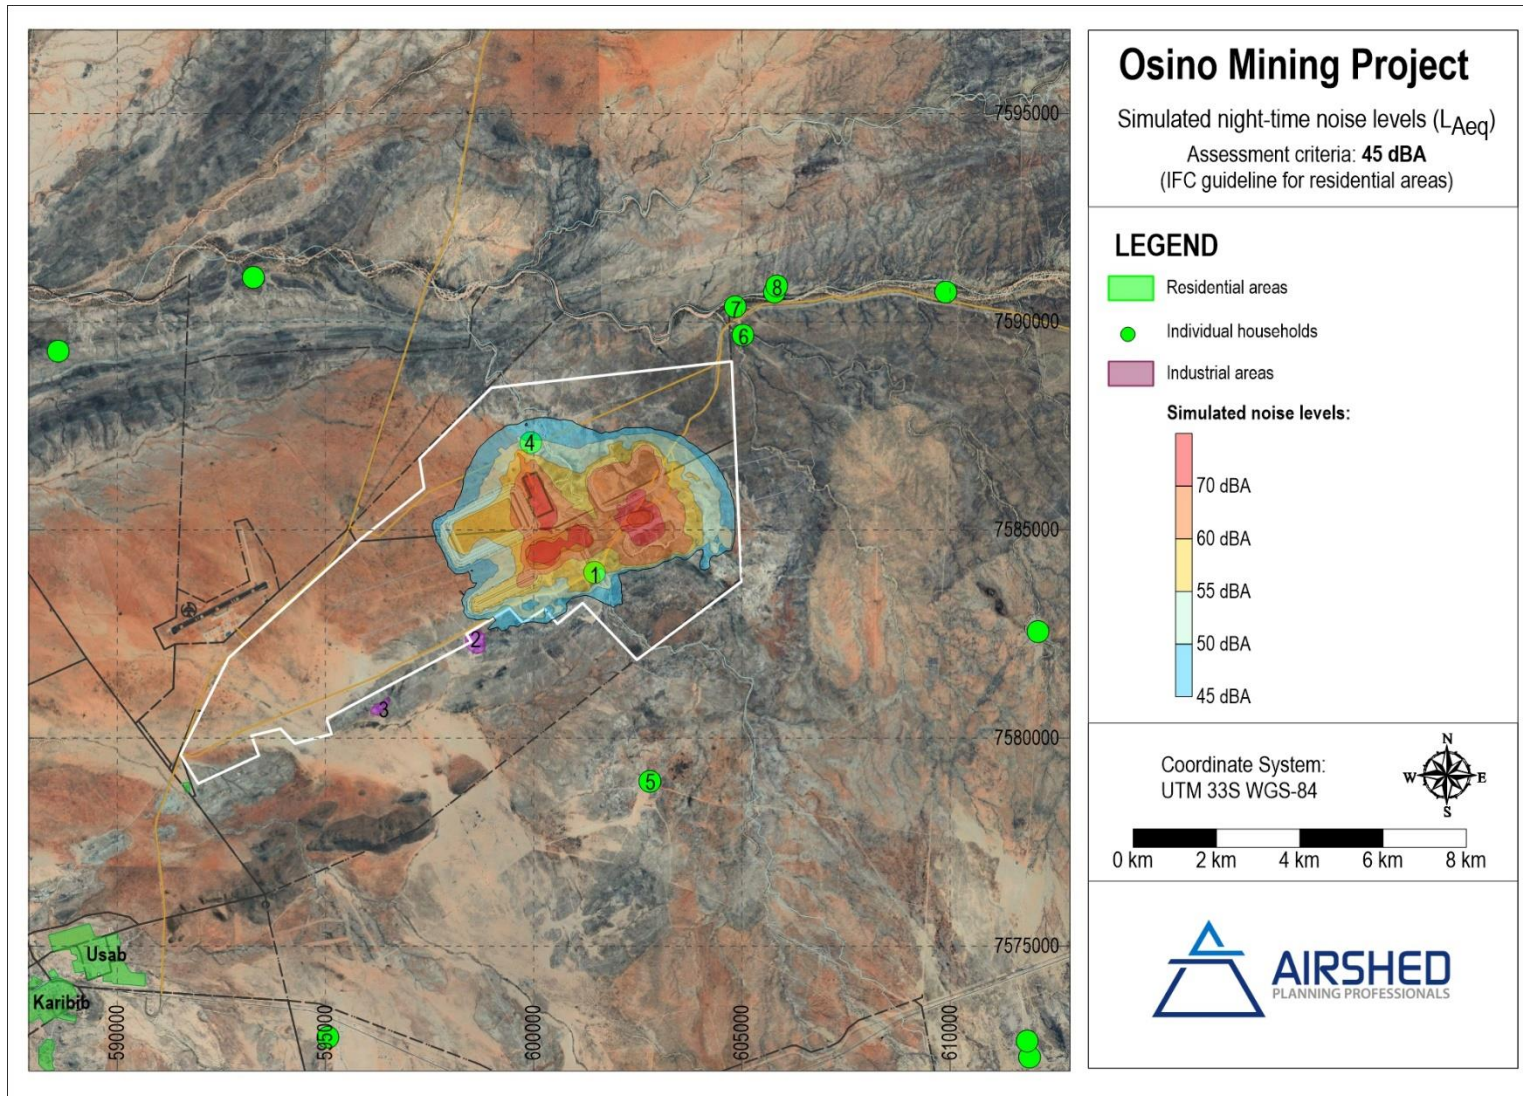 Osino Mining Project
Simulated night-time noise levels (LAeq)
Assessment criteria: 45 dBA
(IFC guideline for residential areas)
LEGEND
Residential areas
Individual households
Industrial areas
Simulated noise levels:
70 dBA
60 dBA
55 dBA
50 dBA
45 dBA
Coordinate System:
UTM 33S WGS-84
N
W E
S
0 km 2 km 4 km 6 km 8 km
AIRSHED
PLANNING PROFESSIONALS
7595000
8
7
7590000
6
4
7585000
1
2
3
7580000
5
7575000
Usab
Karibib
590000
595000
600000
605000
610000